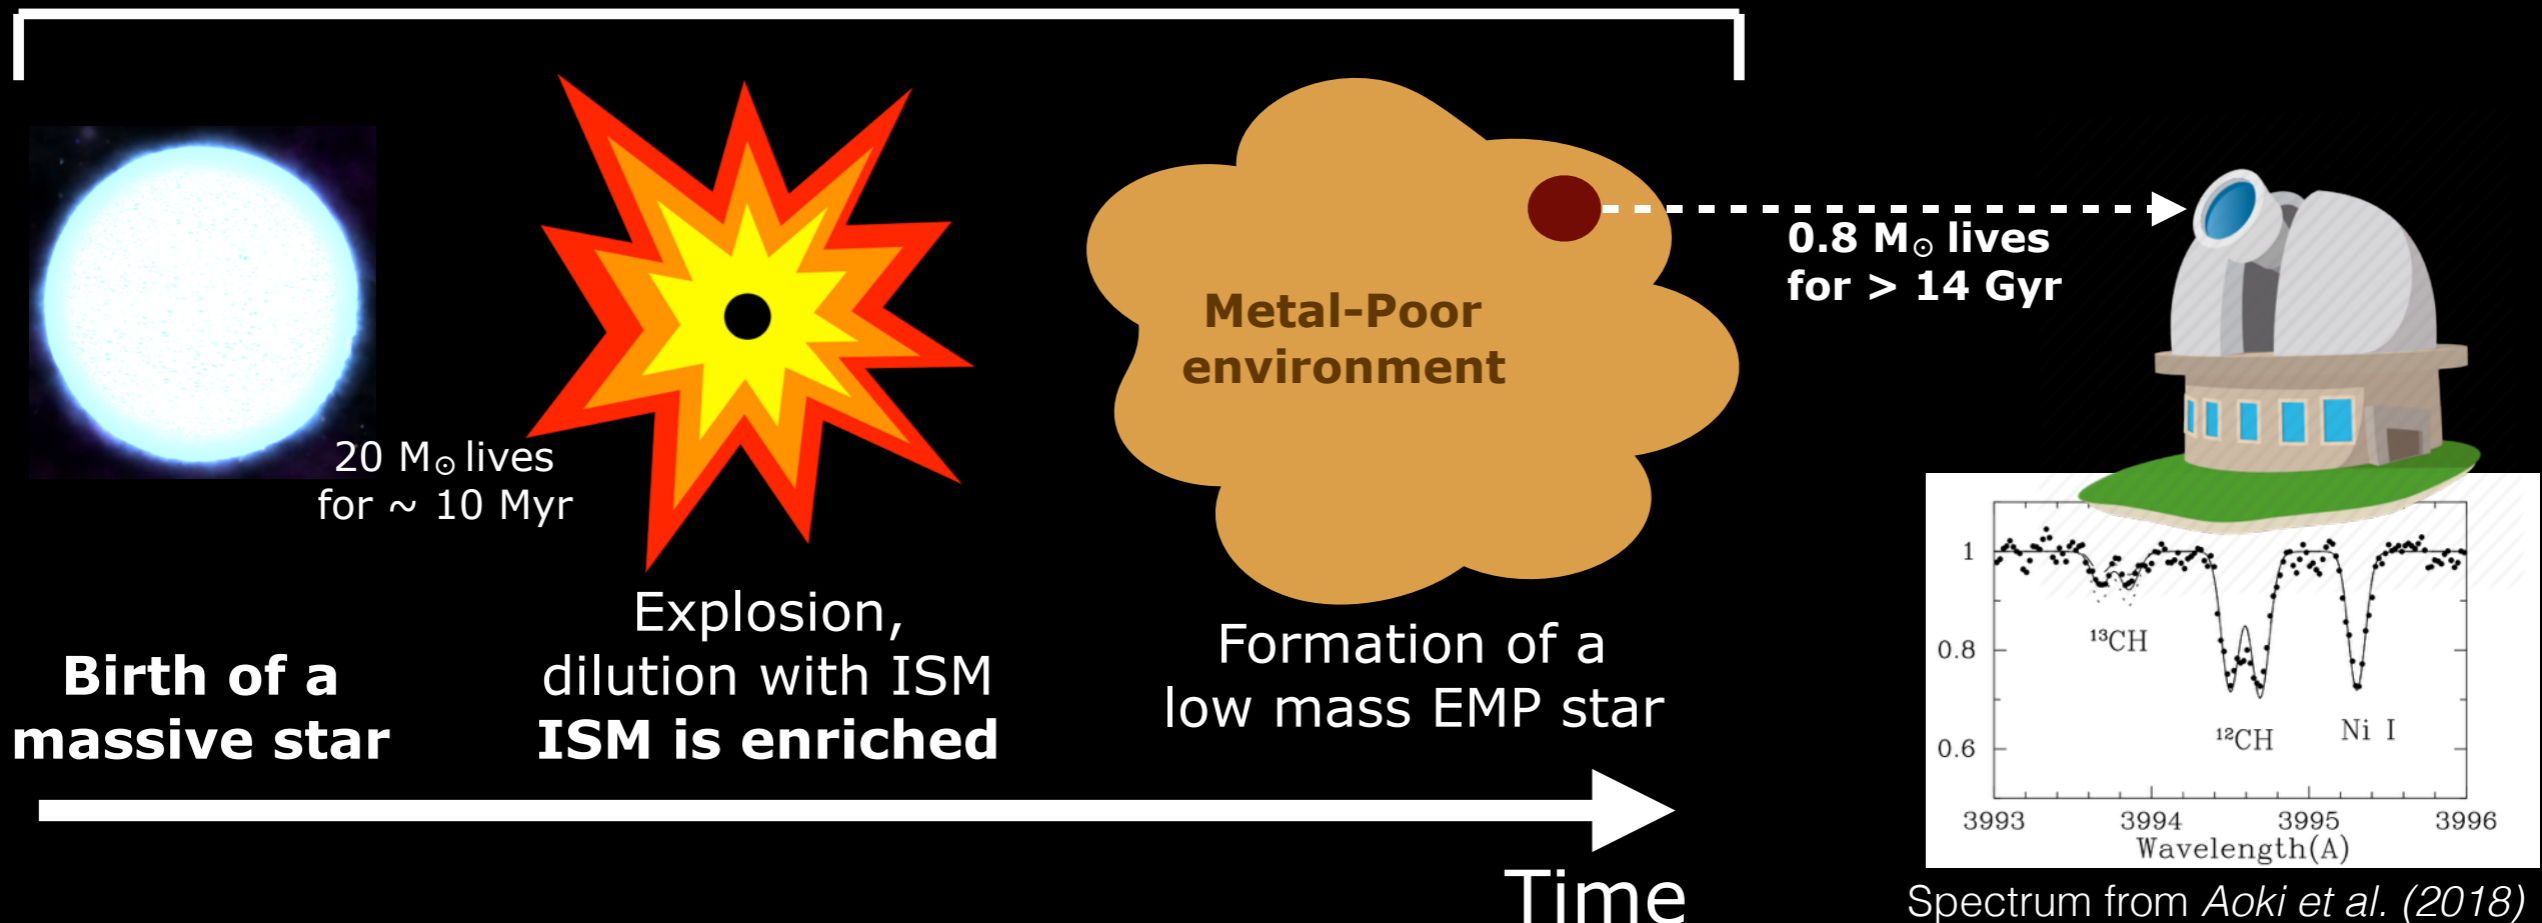 20 M⊙ lives
for ~ 10 Myr
Birth of a
massive star
Explosion,
dilution with ISM
ISM is enriched
Metal-Poor
environment
Formation of a
low mass EMP star
0.8 M⊙ lives
for > 14 Gyr
Time
1
0.8
0.6
¹³CH
¹²CH
Ni I
3993 3994 3995 3996
Wavelength(A)
Spectrum from Aoki et al. (2018)